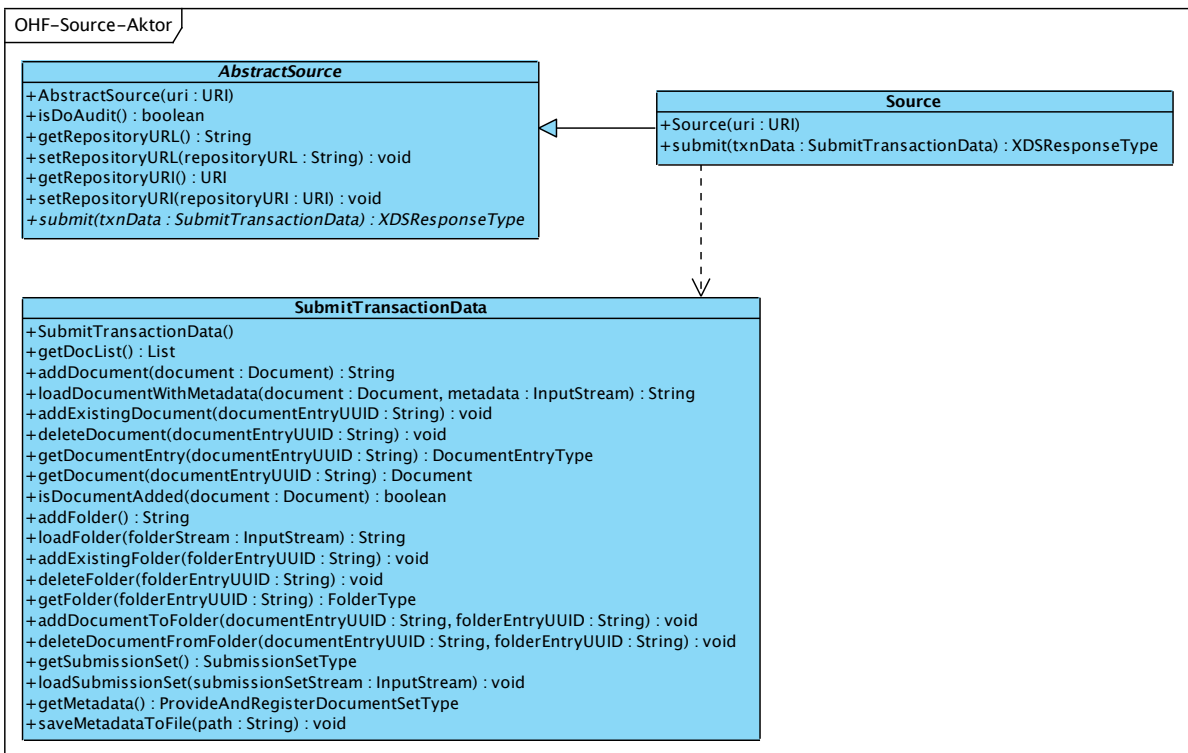 OHF-Source-Aktor
AbstractSource
+AbstractSource(uri : URI)
+isDoAudit() : boolean
+getRepositoryURL() : String
+setRepositoryURL(repositoryURL : String) : void
+getRepositoryURI() : URI
+setRepositoryURI(repositoryURI : URI) : void
+submit(txnData : SubmitTransactionData) : XDSResponseType
Source
+Source(uri : URI)
+submit(txnData : SubmitTransactionData) : XDSResponseType
SubmitTransactionData
+SubmitTransactionData()
+getDocList() : List
+addDocument(document : Document) : String
+loadDocumentWithMetadata(document : Document, metadata : InputStream) : String
+addExistingDocument(documentEntryUUID : String) : void
+deleteDocument(documentEntryUUID : String) : void
+getDocumentEntry(documentEntryUUID : String) : DocumentEntryType
+getDocument(documentEntryUUID : String) : Document
+isDocumentAdded(document : Document) : boolean
+addFolder() : String
+loadFolder(folderStream : InputStream) : String
+addExistingFolder(folderEntryUUID : String) : void
+deleteFolder(folderEntryUUID : String) : void
+getFolder(folderEntryUUID : String) : FolderType
+addDocumentToFolder(documentEntryUUID : String, folderEntryUUID : String) : void
+deleteDocumentFromFolder(documentEntryUUID : String, folderEntryUUID : String) : void
+getSubmissionSet() : SubmissionSetType
+loadSubmissionSet(submissionSetStream : InputStream) : void
+getMetadata() : ProvideAndRegisterDocumentSetType
+saveMetadataToFile(path : String) : void